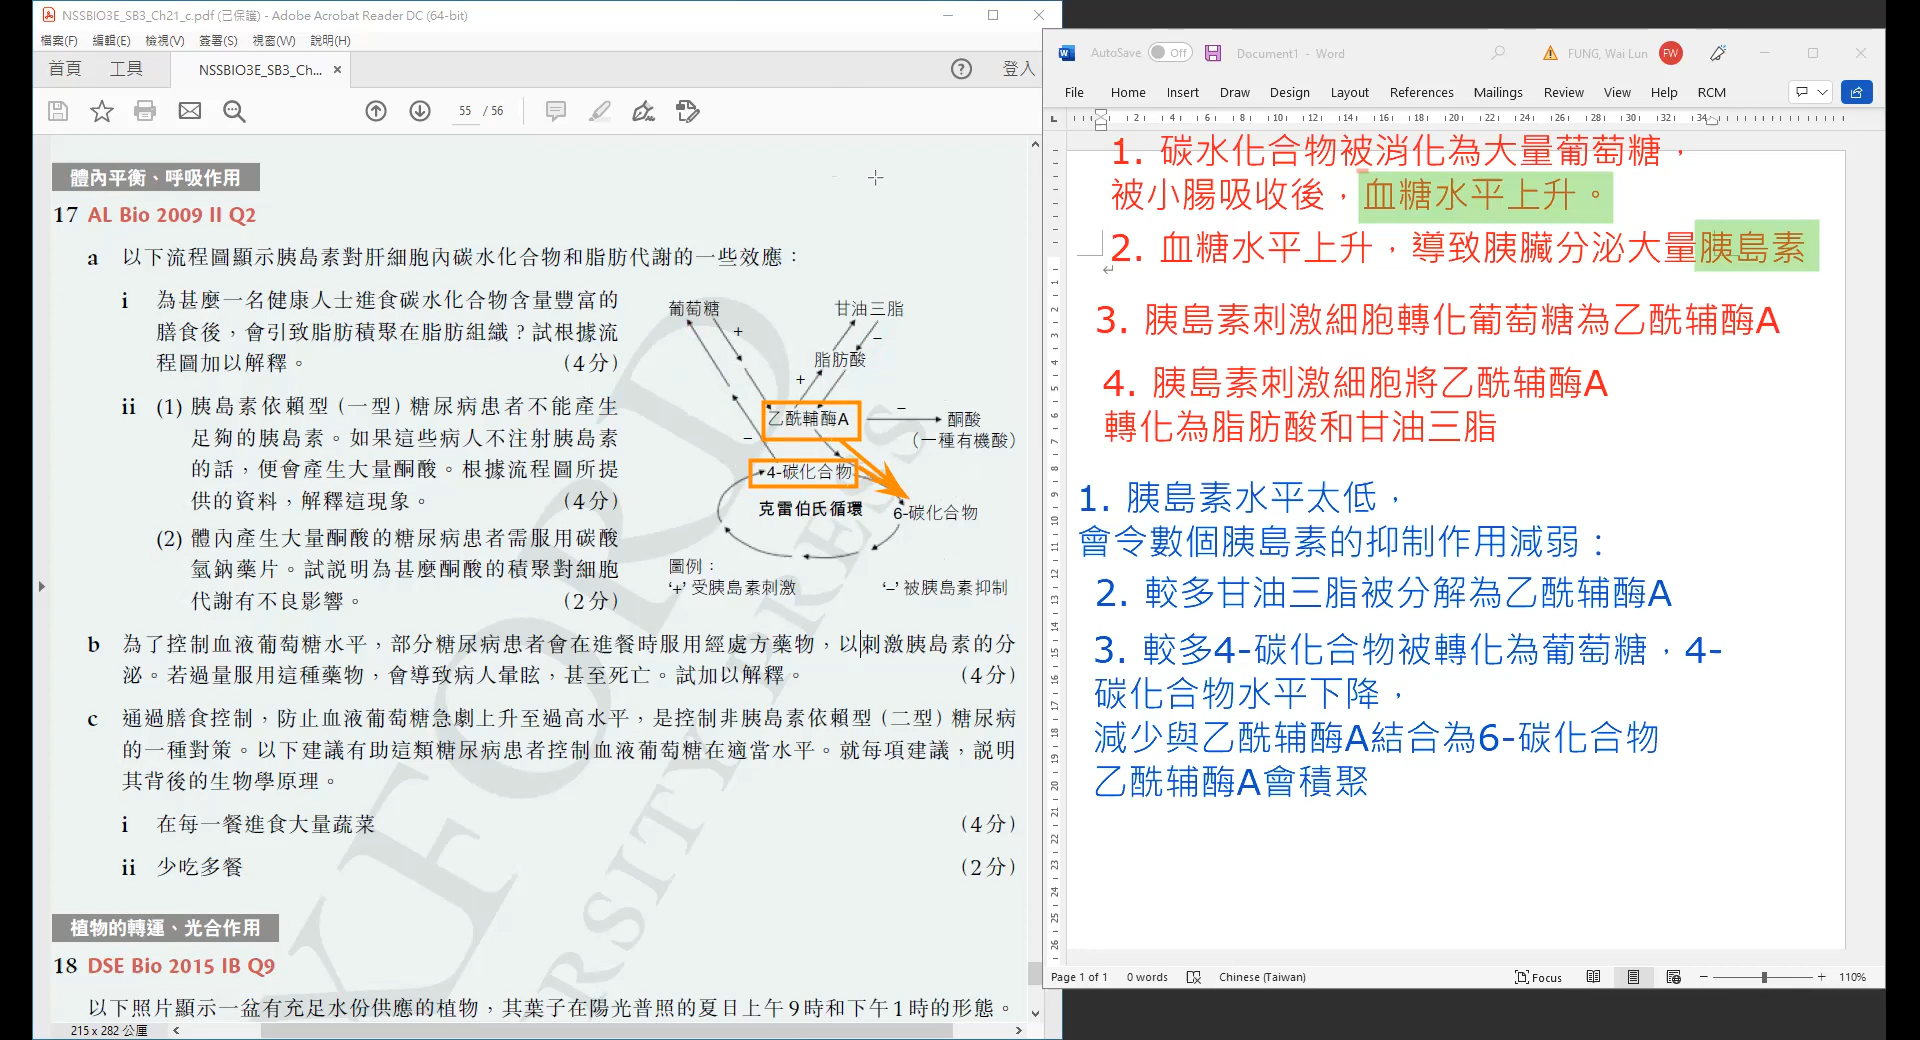 NSSBIO3E_SB3_Ch21_c.pdf (已保護) - Adobe Acrobat Reader DC (64-bit)
檔案(F) 編輯(E) 檢視(V) 簽署(S) 視窗(W) 說明(H)
首頁 工具 NSSBIO3E_SB3_Ch... × 登入
55 / 56
體內平衡、呼吸作用
17 AL Bio 2009 II Q2
a 以下流程圖顯示胰島素對肝細胞內碳水化合物和脂肪代謝的一些效應：
i 為甚麼一名健康人士進食碳水化合物含量豐富的
膳食後，會引致脂肪積聚在脂肪組織？試根據流
程圖加以解釋。 (4分)
ii (1) 胰島素依賴型（一型）糖尿病患者不能產生
足夠的胰島素。如果這些病人不注射胰島素
的話，便會產生大量酮酸。根據流程圖所提
供的資料，解釋這現象。 (4分)
(2) 體內產生大量酮酸的糖尿病患者需服用碳酸
氫鈉藥片。試說明為甚麼酮酸的積聚對細胞
代謝有不良影響。 (2分)
葡萄糖 甘油三脂
+ –
脂肪酸
+
乙酰輔酶A – 酮酸
（一種有機酸）
–
4-碳化合物
克雷伯氏循環 6-碳化合物
圖例：
‘+’ 受胰島素刺激 ‘–’ 被胰島素抑制
b 為了控制血液葡萄糖水平，部分糖尿病患者會在進餐時服用經處方藥物，以刺激胰島素的分
泌。若過量服用這種藥物，會導致病人暈眩，甚至死亡。試加以解釋。 (4分)
c 通過膳食控制，防止血液葡萄糖急劇上升至過高水平，是控制非胰島素依賴型（二型）糖尿病
的一種對策。以下建議有助這類糖尿病患者控制血液葡萄糖在適當水平。就每項建議，說明
其背後的生物學原理。
i 在每一餐進食大量蔬菜 (4分)
ii 少吃多餐 (2分)
植物的轉運、光合作用
18 DSE Bio 2015 IB Q9
以下照片顯示一盆有充足水份供應的植物，其葉子在陽光普照的夏日上午9時和下午1時的形態。
215 x 282 公厘
AutoSave Off Document1 - Word FUNG, Wai Lun FW
File Home Insert Draw Design Layout References Mailings Review View Help RCM
2 4 6 8 10 12 14 16 18 20 22 24 26 28 30 32 34
1. 碳水化合物被消化為大量葡萄糖，
被小腸吸收後，血糖水平上升。
2. 血糖水平上升，導致胰臟分泌大量胰島素
3. 胰島素刺激細胞轉化葡萄糖為乙酰辅酶A
4. 胰島素刺激細胞將乙酰辅酶A
轉化為脂肪酸和甘油三脂
1. 胰島素水平太低，
會令數個胰島素的抑制作用減弱：
2. 較多甘油三脂被分解為乙酰辅酶A
3. 較多4-碳化合物被轉化為葡萄糖，4-
碳化合物水平下降，
減少與乙酰辅酶A結合為6-碳化合物
乙酰辅酶A會積聚
Page 1 of 1 0 words Chinese (Taiwan) Focus 110%